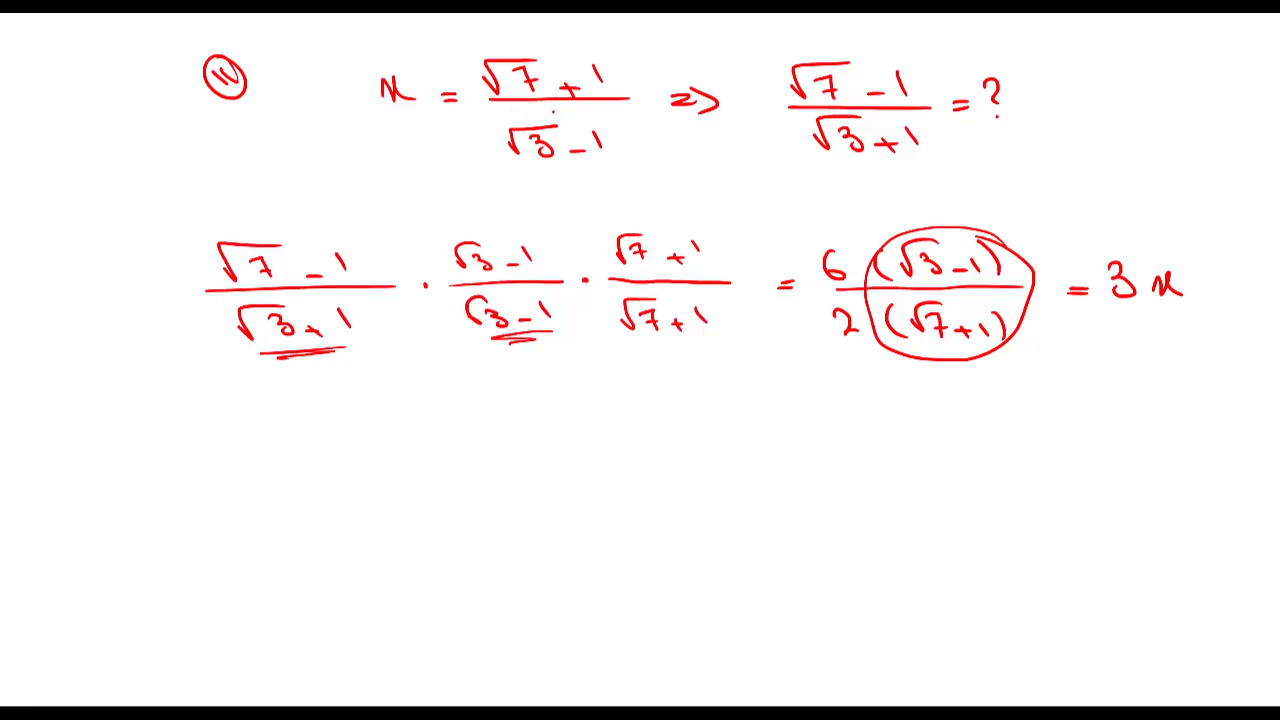 ⑪ x = (√7 + 1)/(√3 - 1) => (√7 - 1)/(√3 + 1) = ?
(√7 - 1)/(√3 + 1) · (√3 - 1)/(√3 - 1) · (√7 + 1)/(√7 + 1) = 6(√3 - 1)/2(√7 + 1) = 3x